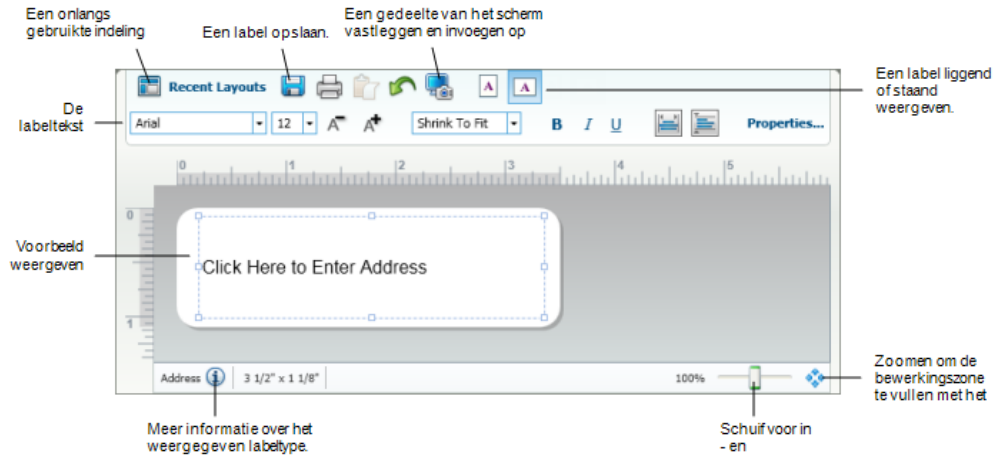 Een onlangs
gebruikte indeling
Een label opslaan.
Een gedeelte van het scherm
vastleggen en invoegen op
Recent Layouts
A
A
Een label liggend
of staand
weergeven.
De
labeltekst
Arial
12
A
A
Shrink To Fit
B
I
U
Properties...
0
1
2
3
4
5
0
1
Voorbeeld
weergeven
Click Here to Enter Address
Address
3 1/2" x 1 1/8"
100%
Zoomen om de
bewerkingszone
te vullen met het
Meer informatie over het
weergegeven labeltype.
Schuif voor in
- en